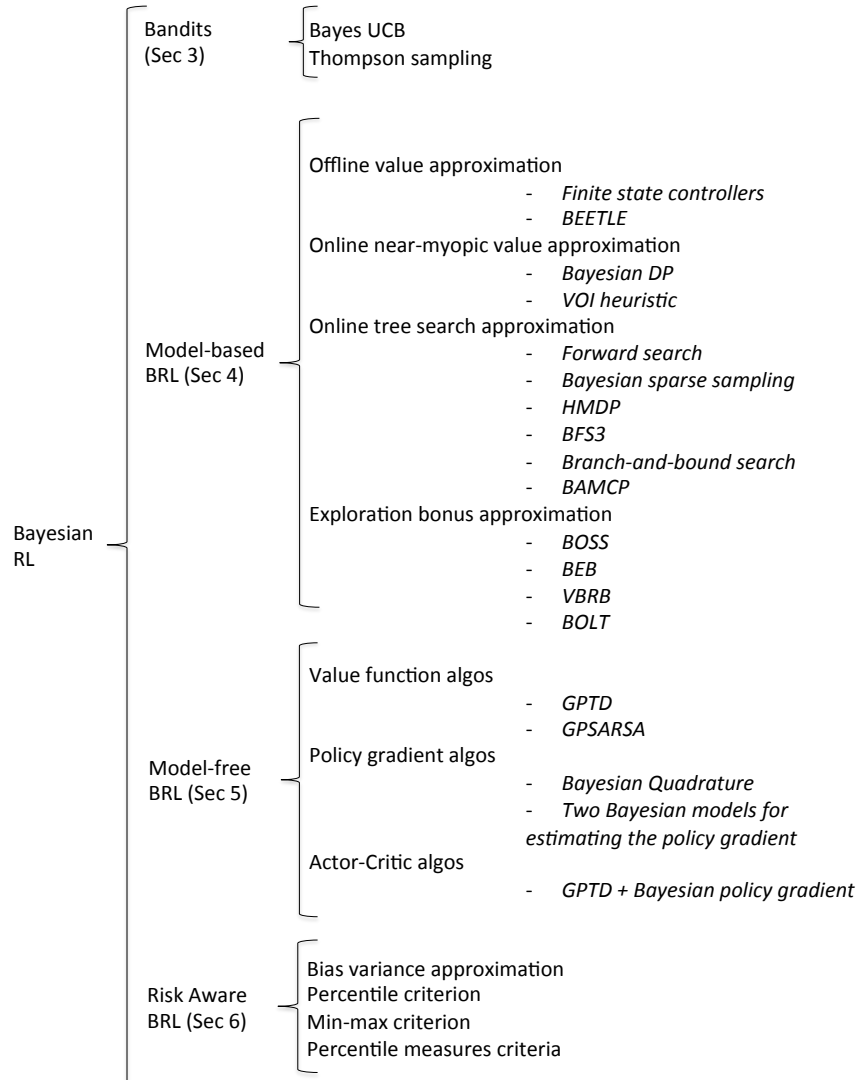 Bandits
(Sec 3)
Bayes UCB
Thompson sampling
Offline value approximation
- Finite state controllers
- BEETLE
Online near-myopic value approximation
- Bayesian DP
- VOI heuristic
Online tree search approximation
- Forward search
- Bayesian sparse sampling
- HMDP
- BFS3
- Branch-and-bound search
- BAMCP
Exploration bonus approximation
- BOSS
- BEB
- VBRB
- BOLT
Model-based
BRL (Sec 4)
Bayesian
RL
Value function algos
- GPTD
- GPSARSA
Policy gradient algos
- Bayesian Quadrature
- Two Bayesian models for
estimating the policy gradient
Actor-Critic algos
- GPTD + Bayesian policy gradient
Model-free
BRL (Sec 5)
Risk Aware
BRL (Sec 6)
Bias variance approximation
Percentile criterion
Min-max criterion
Percentile measures criteria